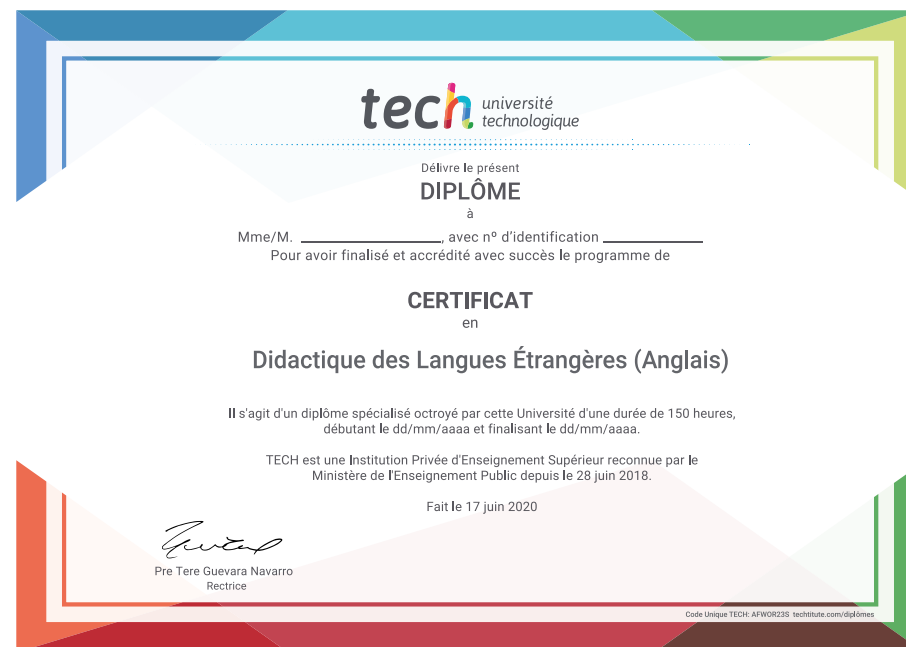 tech université
technologique
Délivre le présent
DIPLÔME
à
Mme/M. ____________________, avec nº d'identification ______________
Pour avoir finalisé et accrédité avec succès le programme de
CERTIFICAT
en
Didactique des Langues Étrangères (Anglais)
Il s'agit d'un diplôme spécialisé octroyé par cette Université d'une durée de 150 heures,
débutant le dd/mm/aaaa et finalisant le dd/mm/aaaa.
TECH est une Institution Privée d'Enseignement Supérieur reconnue par le
Ministère de l'Enseignement Public depuis le 28 juin 2018.
Fait le 17 juin 2020
Pre Tere Guevara Navarro
Rectrice
Code Unique TECH: AFWOR23S techtitute.com/diplômes